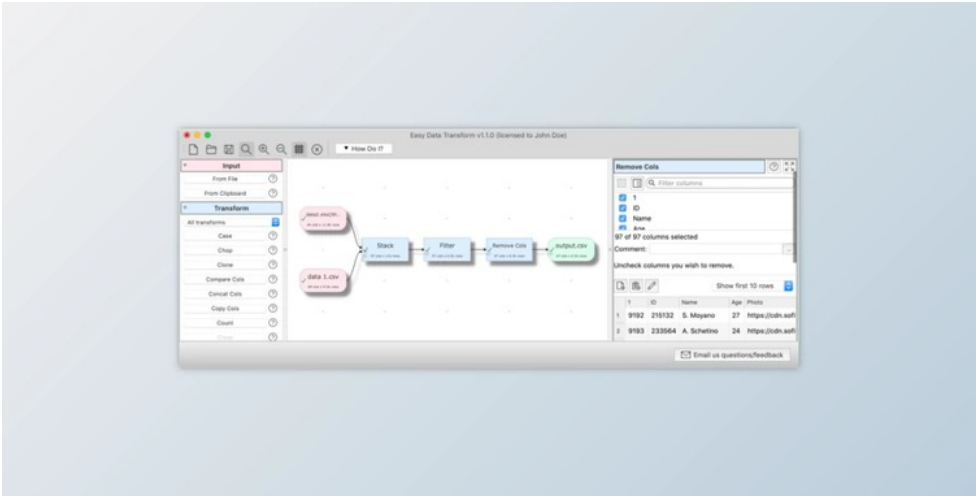 Easy Data Transform v1.1.0 (licensed to John Doe)
How Do I?
Input
From File
From Clipboard
Transform
All transforms
Case
Chop
Clone
Compare Cols
Concat Cols
Copy Cols
Count
data 1.csv
Stack
Filter
Remove Cols
output.csv
Remove Cols
Filter columns
1
ID
Name
Age
97 of 97 columns selected
Comment:
Uncheck columns you wish to remove.
Show first 10 rows
1 ID Name Age Photo
1 9192 215132 S. Moyano 27 https://cdn.sofi
2 9193 233564 A. Schetino 24 https://cdn.sofi
Email us questions/feedback